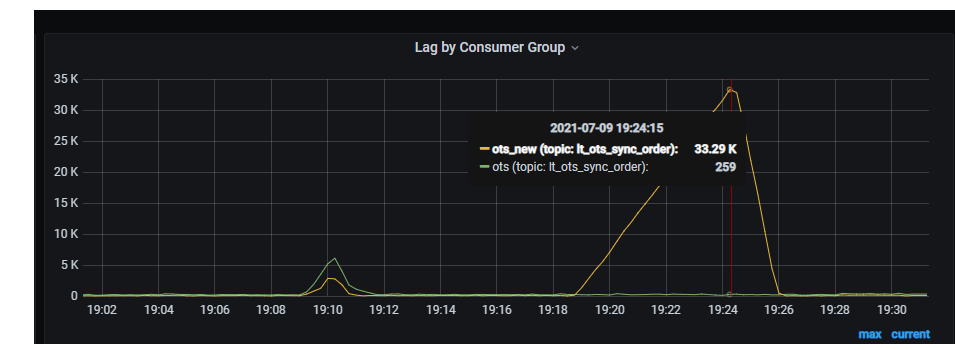 Lag by Consumer Group
35 K
30 K
25 K
20 K
15 K
10 K
5 K
0
2021-07-09 19:24:15
ots_new (topic: lt_ots_sync_order): 33.29 K
ots (topic: lt_ots_sync_order): 259
19:02 19:04 19:06 19:08 19:10 19:12 19:14 19:16 19:18 19:20 19:22 19:24 19:26 19:28 19:30
max current